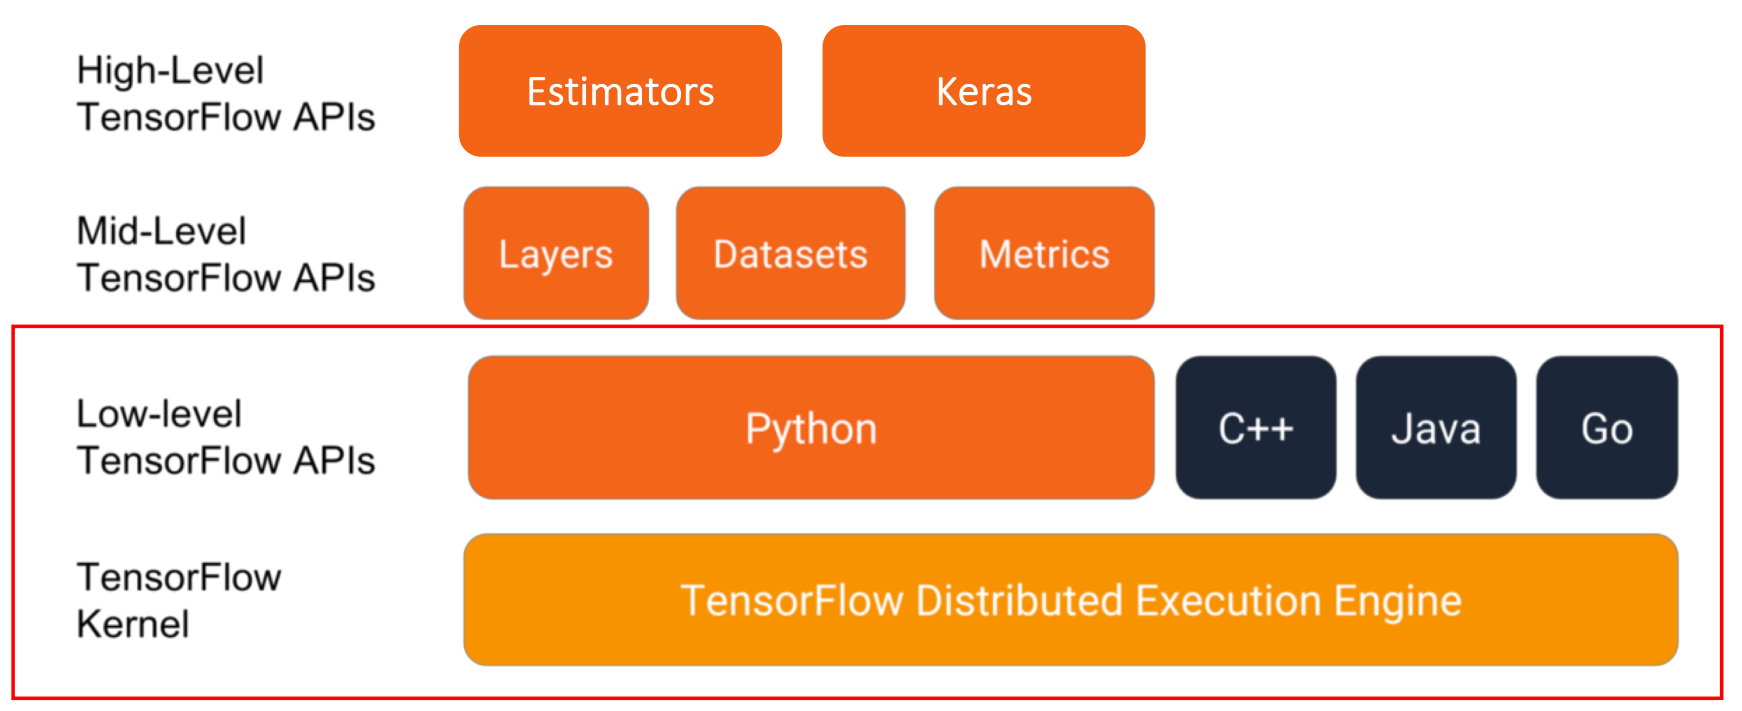 High-Level
TensorFlow APIs
Estimators
Keras
Mid-Level
TensorFlow APIs
Layers
Datasets
Metrics
Low-level
TensorFlow APIs
Python
C++
Java
Go
TensorFlow
Kernel
TensorFlow Distributed Execution Engine